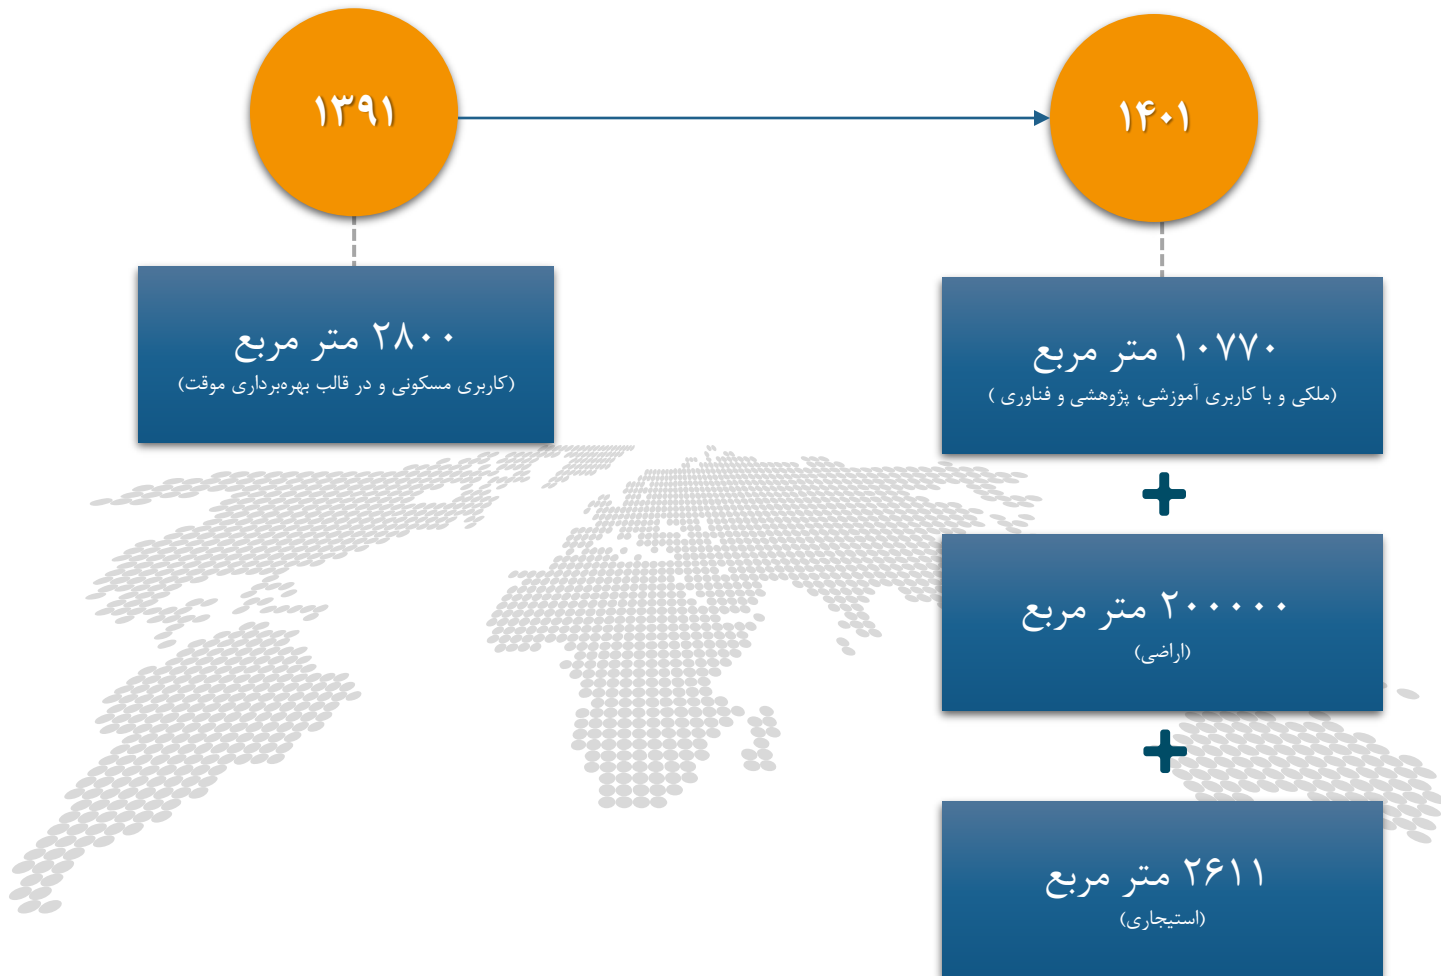 ۱۳۹۱
۱۴۰۱
۲۸۰۰ متر مربع
(کاربری مسکونی و در قالب بهره‌برداری موقت)
۱۰۷۷۰ متر مربع
(ملکی و با کاربری آموزشی، پژوهشی و فناوری )
۲۰۰۰۰۰ متر مربع
(اراضی)
۲۶۱۱ متر مربع
(استیجاری)